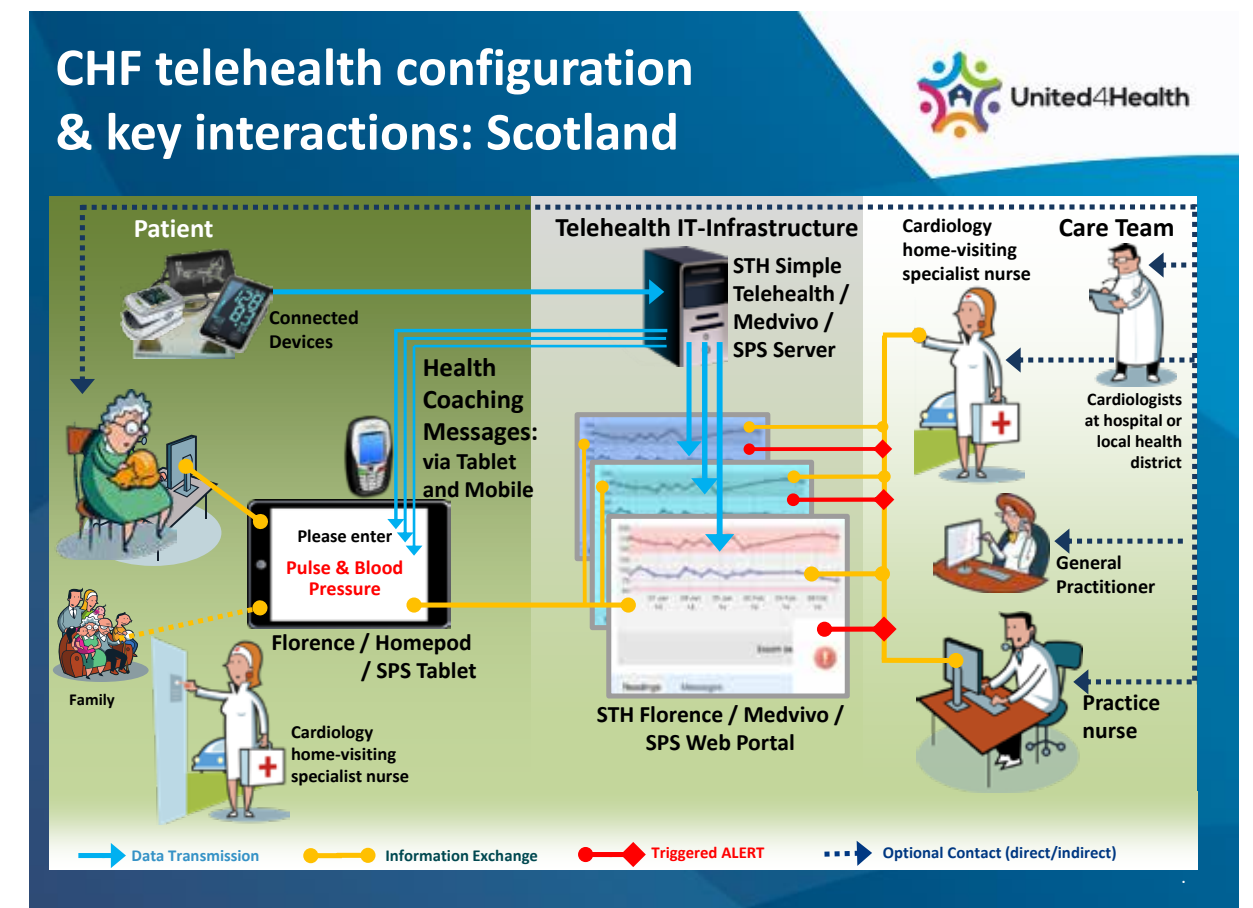 CHF telehealth configuration
& key interactions: Scotland
United4Health
Patient
Connected
Devices
Health
Coaching
Messages:
via Tablet
and Mobile
Please enter
Pulse & Blood
Pressure
Florence / Homepod
/ SPS Tablet
Family
Cardiology
home-visiting
specialist nurse
Telehealth IT-Infrastructure
STH Simple
Telehealth /
Medvivo /
SPS Server
Readings
Messages
STH Florence / Medvivo /
SPS Web Portal
Cardiology
home-visiting
specialist nurse
Care Team
Cardiologists
at hospital or
local health
district
General
Practitioner
Practice
nurse
Data Transmission
Information Exchange
Triggered ALERT
Optional Contact (direct/indirect)